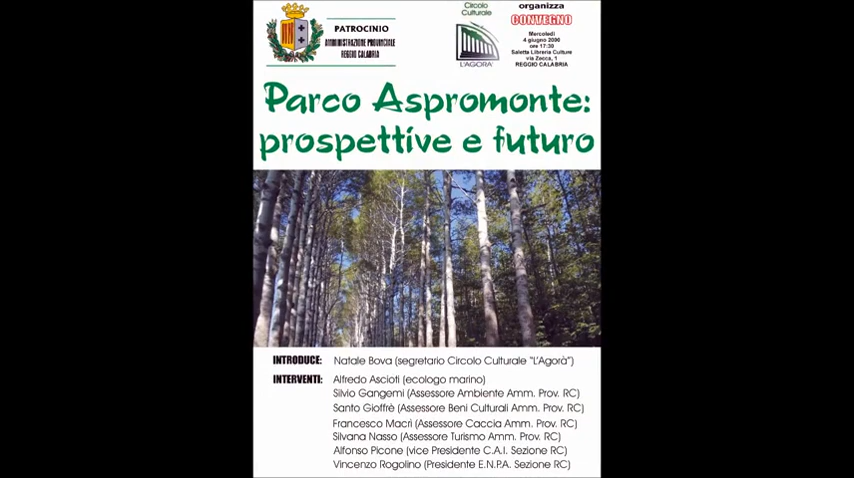 PATROCINIO
AMMINISTRAZIONE PROVINCIALE
REGGIO CALABRIA
Circolo
Culturale
L'AGORA'
organizza
CONVEGNO
Mercoledì
4 giugno
ore 17:30
Saletta Libreria Culture
via Zecca, 1
REGGIO CALABRIA
Parco Aspromonte:
prospettive e futuro
INTRODUCE: Natale Bova (segretario Circolo Culturale "L'Agorà")
INTERVENTI: Alfredo Ascioti (ecologo marino)
Silvio Gangemi (Assessore Ambiente Amm. Prov. RC)
Santo Gioffrè (Assessore Beni Culturali Amm. Prov. RC)
Francesco Macrì (Assessore Caccia Amm. Prov. RC)
Silvana Nasso (Assessore Turismo Amm. Prov. RC)
Alfonso Picone (vice Presidente C.A.I. Sezione RC)
Vincenzo Rogolino (Presidente E.N.P.A. Sezione RC)